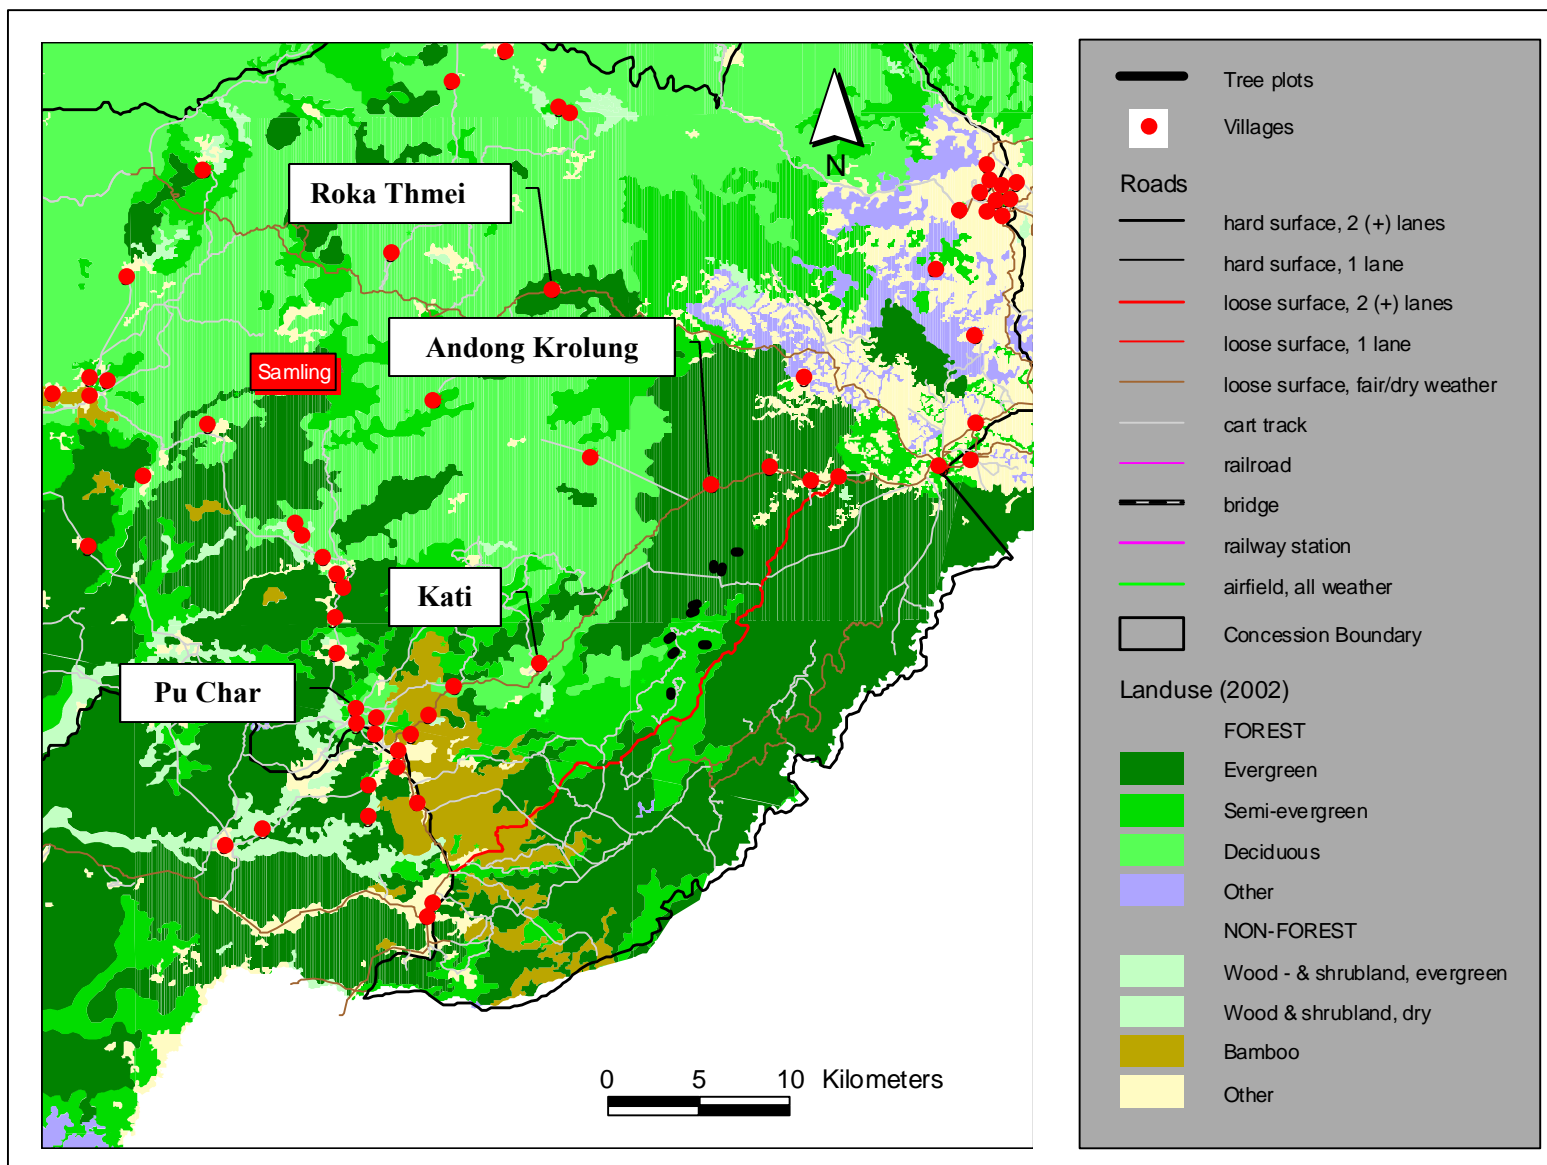 N
Roka Thmei
Andong Krolung
Samling
Kati
Pu Char
0 5 10 Kilometers
Tree plots
Villages
Roads
hard surface, 2 (+) lanes
hard surface, 1 lane
loose surface, 2 (+) lanes
loose surface, 1 lane
loose surface, fair/dry weather
cart track
railroad
bridge
railway station
airfield, all weather
Concession Boundary
Landuse (2002)
FOREST
Evergreen
Semi-evergreen
Deciduous
Other
NON-FOREST
Wood - & shrubland, evergreen
Wood & shrubland, dry
Bamboo
Other